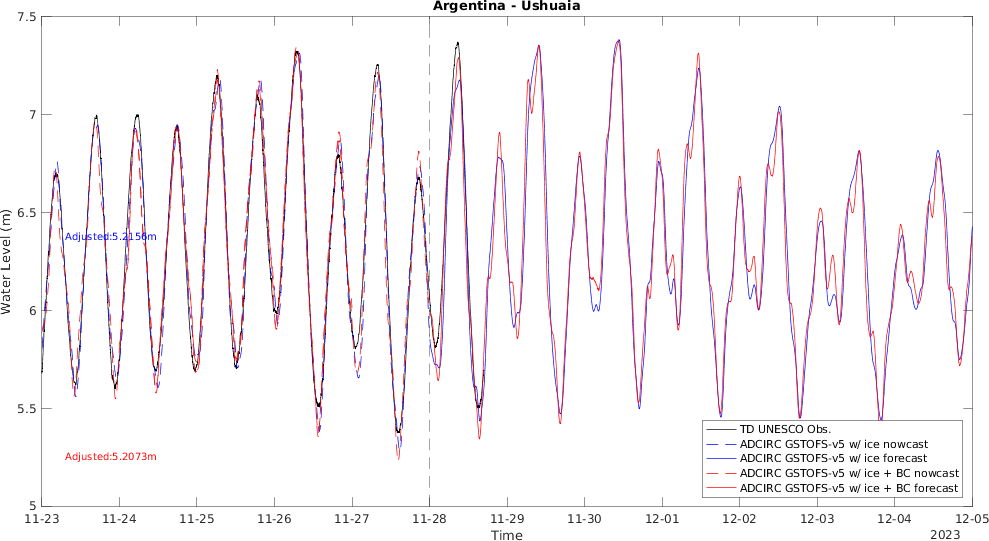 Argentina - Ushuaia
7.5
7
6.5
6
5.5
5
Water Level (m)
Adjusted:5.2156m
Adjusted:5.2073m
TD UNESCO Obs.
ADCIRC GSTOFS-v5 w/ ice nowcast
ADCIRC GSTOFS-v5 w/ ice forecast
ADCIRC GSTOFS-v5 w/ ice + BC nowcast
ADCIRC GSTOFS-v5 w/ ice + BC forecast
11-23 11-24 11-25 11-26 11-27 11-28 11-29 11-30 12-01 12-02 12-03 12-04 12-05
Time
2023